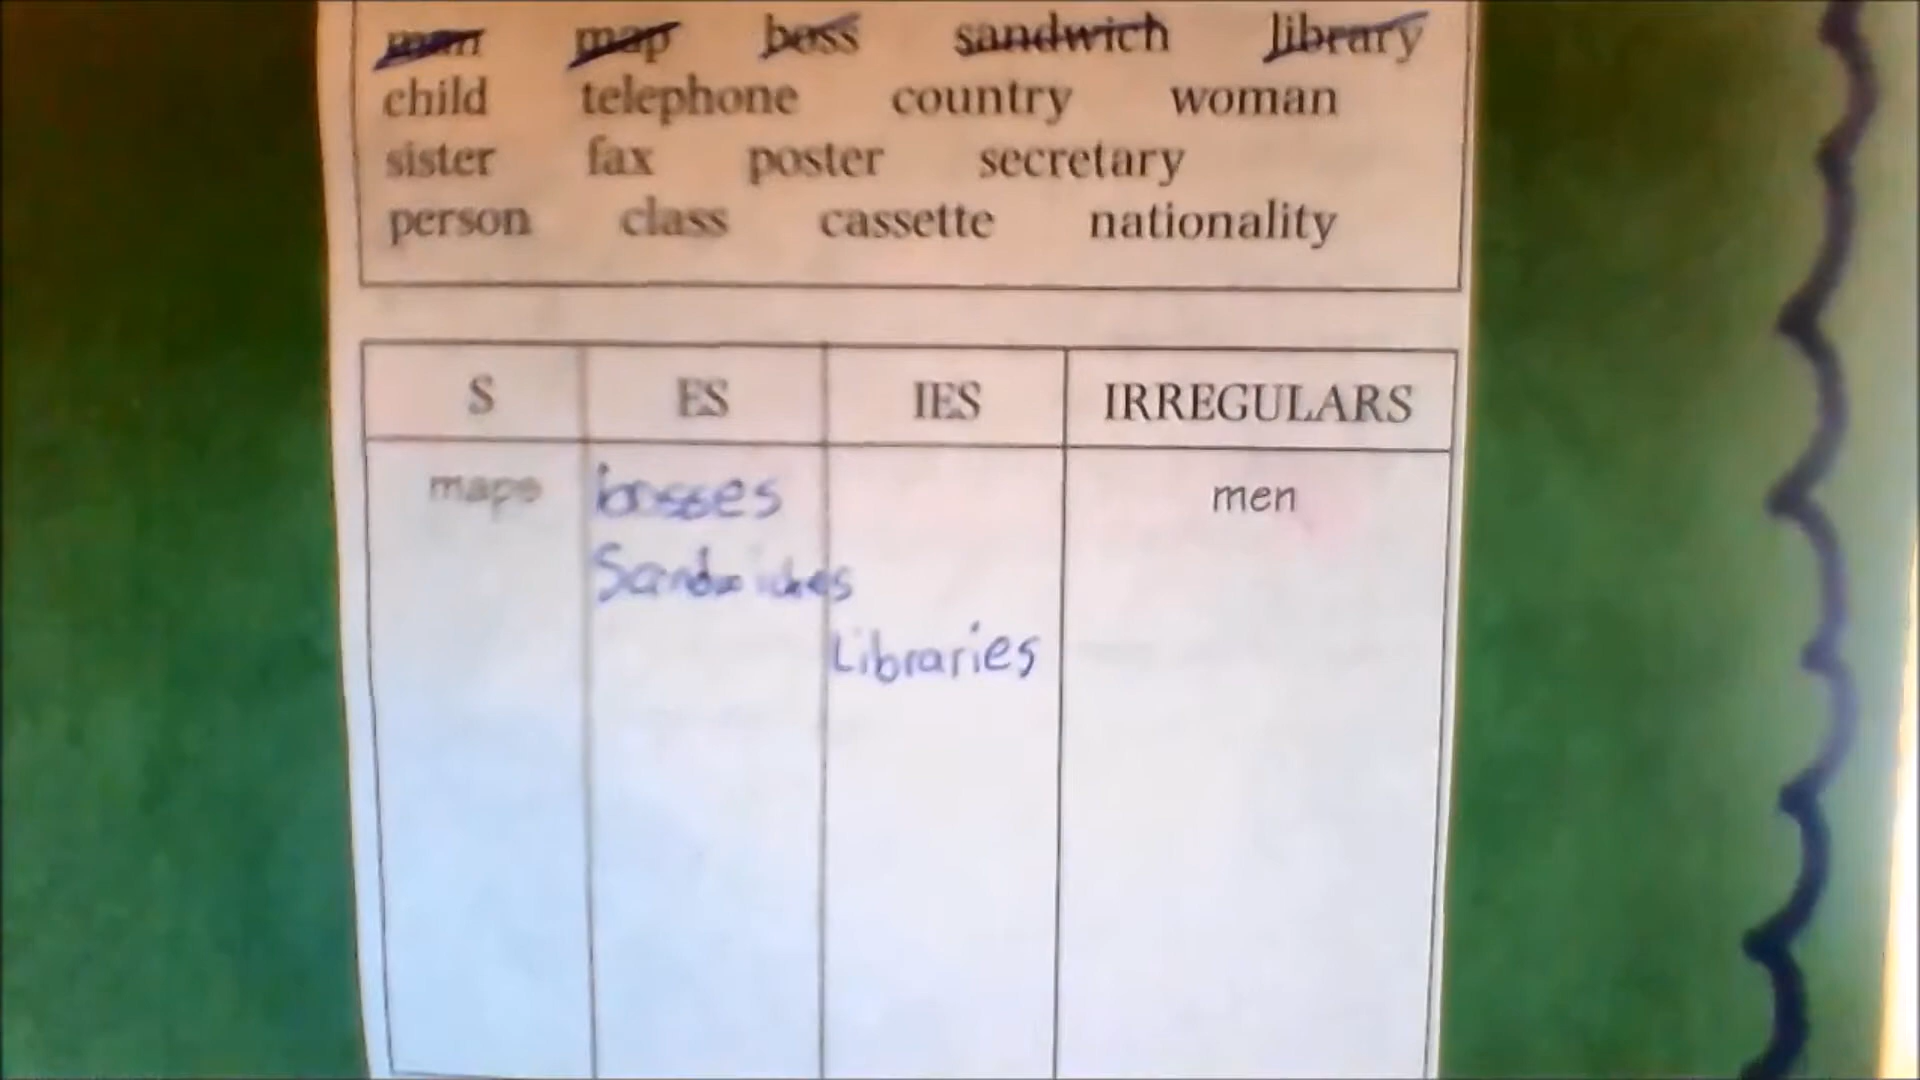 man map boss sandwich library
child telephone country woman
sister fax poster secretary
person class cassette nationality
S ES IES IRREGULARS
maps bosses men
Sandwiches
Libraries